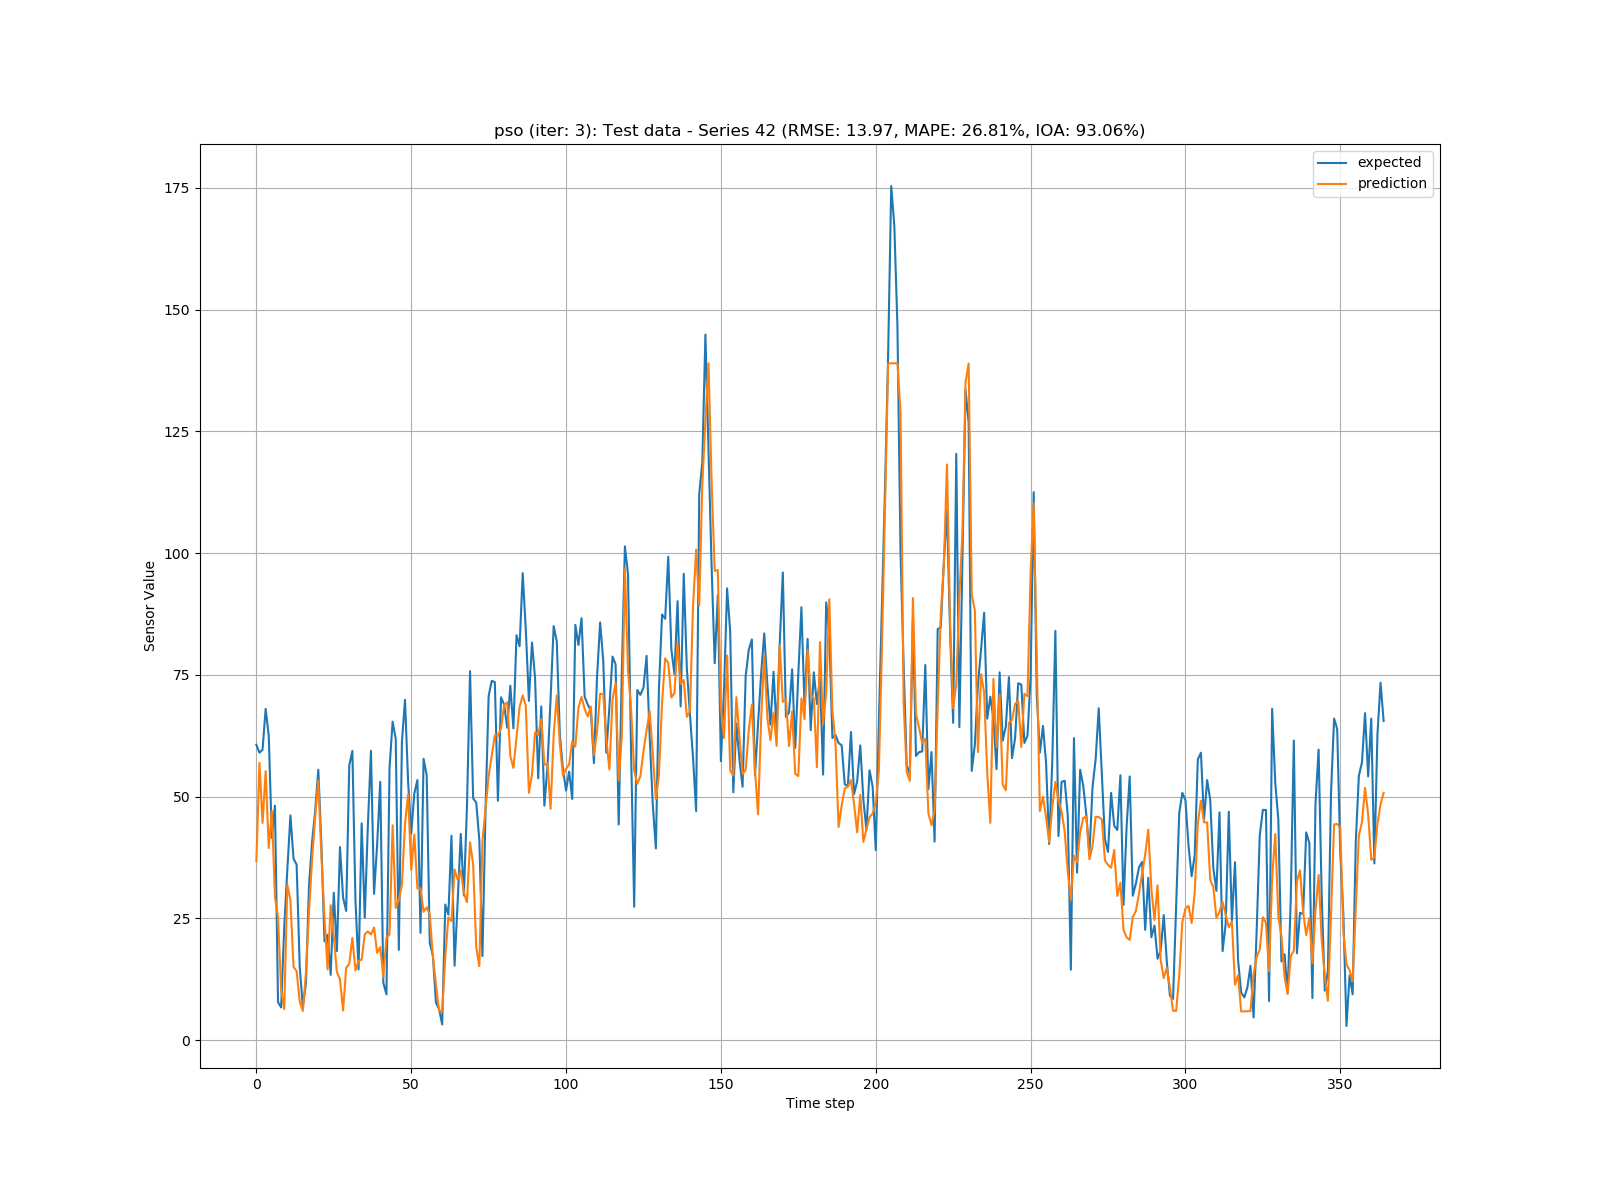 pso (iter: 3): Test data - Series 42 (RMSE: 13.97, MAPE: 26.81%, IOA: 93.06%)
expected
prediction
175
150
125
100
75
50
25
0
Sensor Value
0 50 100 150 200 250 300 350
Time step